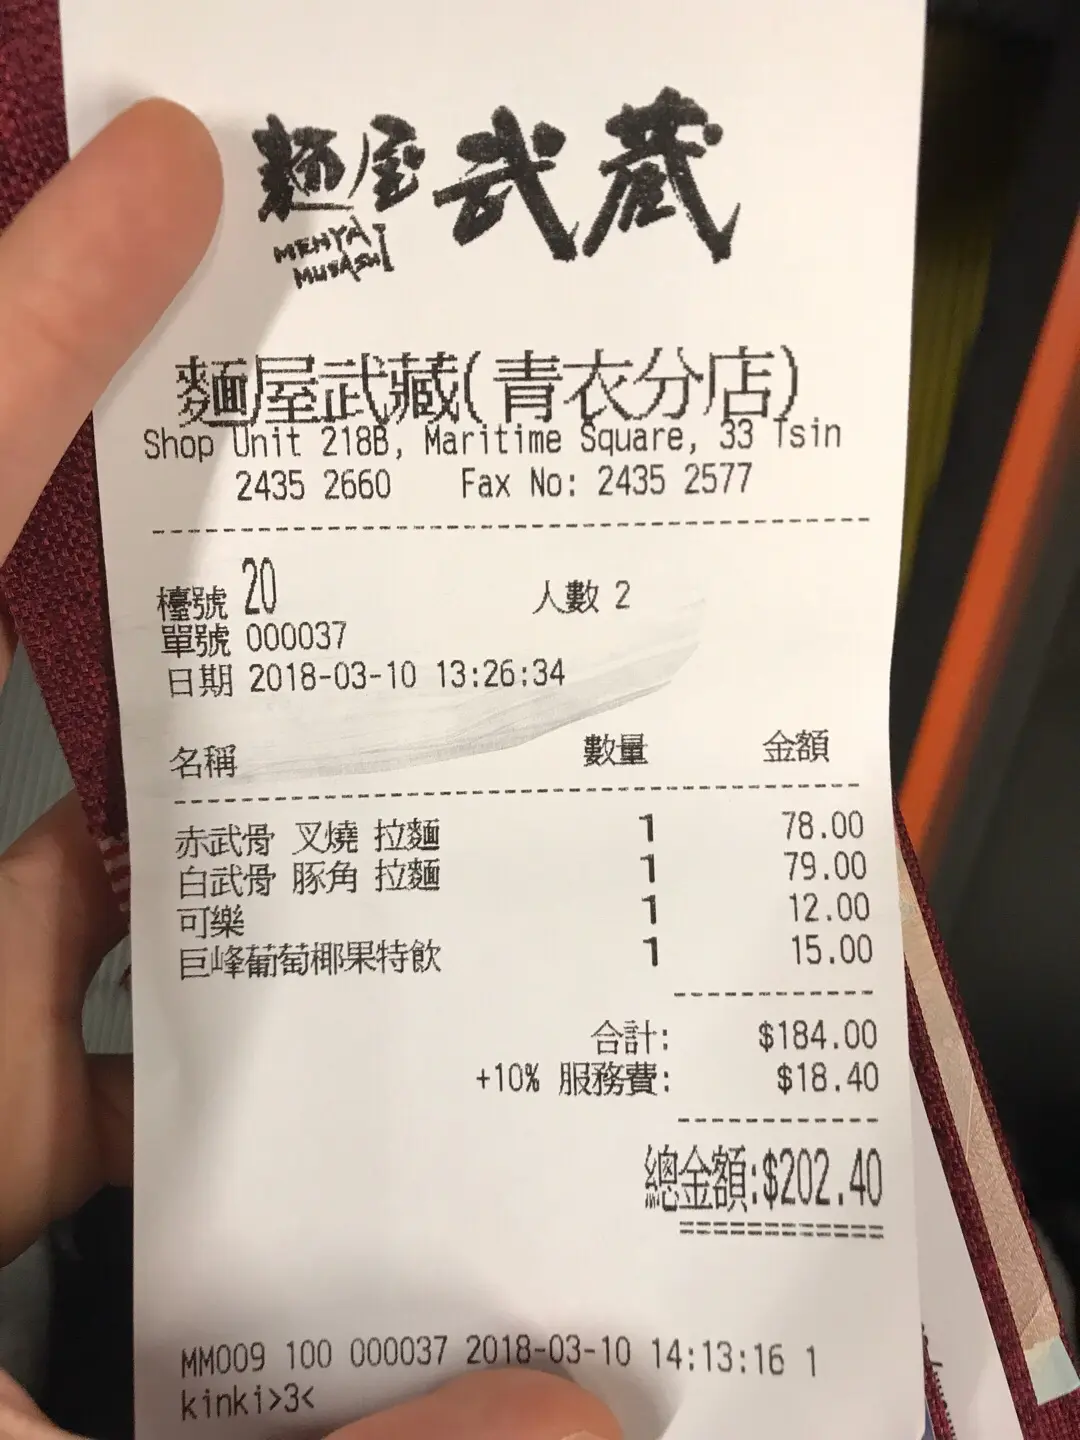 麵屋武藏
MENYA
MUSASHI
麵屋武藏(青衣分店)
Shop Unit 218B, Maritime Square, 33 Tsin
2435 2660 Fax No: 2435 2577
檯號 20 人數 2
單號 000037
日期 2018-03-10 13:26:34
名稱 數量 金額
赤武骨 叉燒 拉麵 1 78.00
白武骨 豚角 拉麵 1 79.00
可樂 1 12.00
巨峰葡萄椰果特飲 1 15.00
合計: $184.00
+10% 服務費: $18.40
總金額:$202.40
MM009 100 000037 2018-03-10 14:13:16 1
kinki>3<